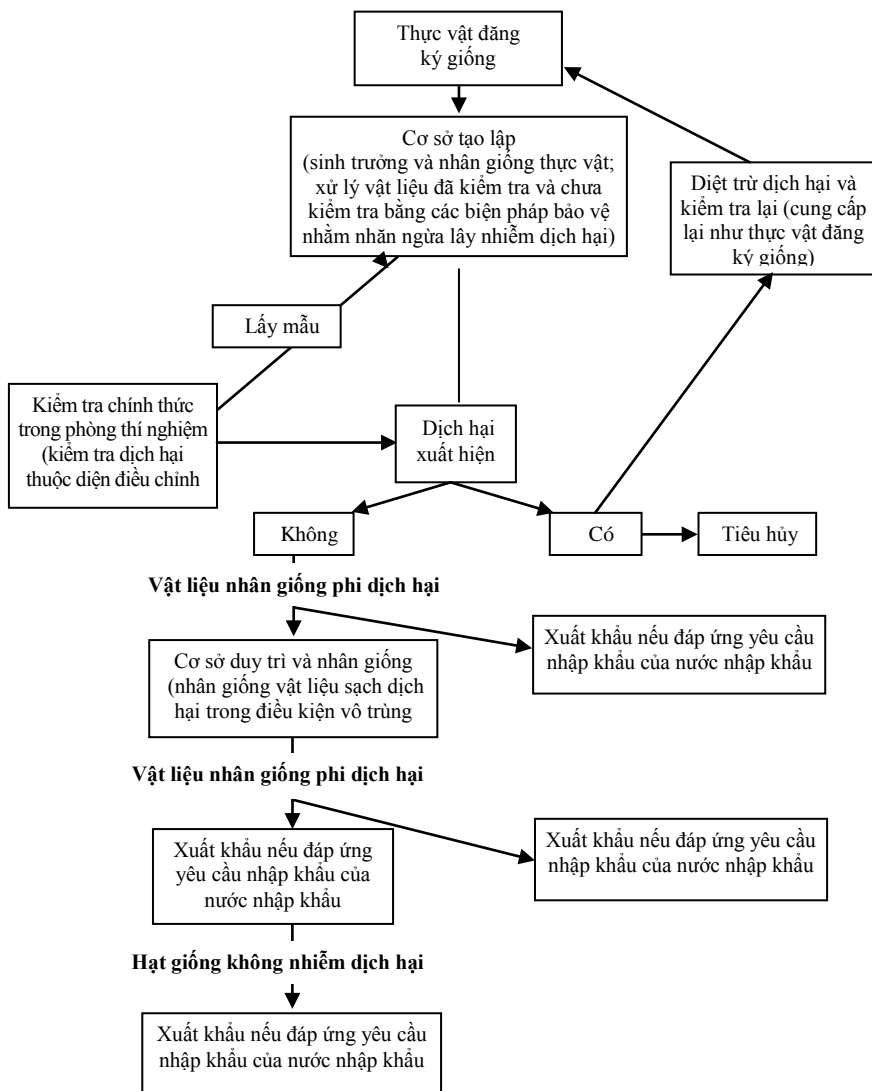 Thực vật đăng
ký giống
Cơ sở tạo lập
(sinh trưởng và nhân giống thực vật;
xử lý vật liệu đã kiểm tra và chưa
kiểm tra bằng các biện pháp bảo vệ
nhằm nhăn ngừa lây nhiễm dịch hại)
Diệt trừ dịch hại và
kiểm tra lại (cung cấp
lại như thực vật đăng
ký giống)
Lấy mẫu
Kiểm tra chính thức
trong phòng thí nghiệm
(kiểm tra dịch hại
thuộc diện điều chỉnh
Dịch hại
xuất hiện
Không
Có
Tiêu hủy
Vật liệu nhân giống phi dịch hại
Cơ sở duy trì và nhân giống
(nhân giống vật liệu sạch dịch
hại trong điều kiện vô trùng
Xuất khẩu nếu đáp ứng yêu cầu
nhập khẩu của nước nhập khẩu
Vật liệu nhân giống phi dịch hại
Xuất khẩu nếu đáp ứng
yêu cầu nhập khẩu của
nước nhập khẩu
Xuất khẩu nếu đáp ứng yêu cầu
nhập khẩu của nước nhập khẩu
Hạt giống không nhiễm dịch hại
Xuất khẩu nếu đáp ứng yêu cầu
nhập khẩu của nước nhập khẩu